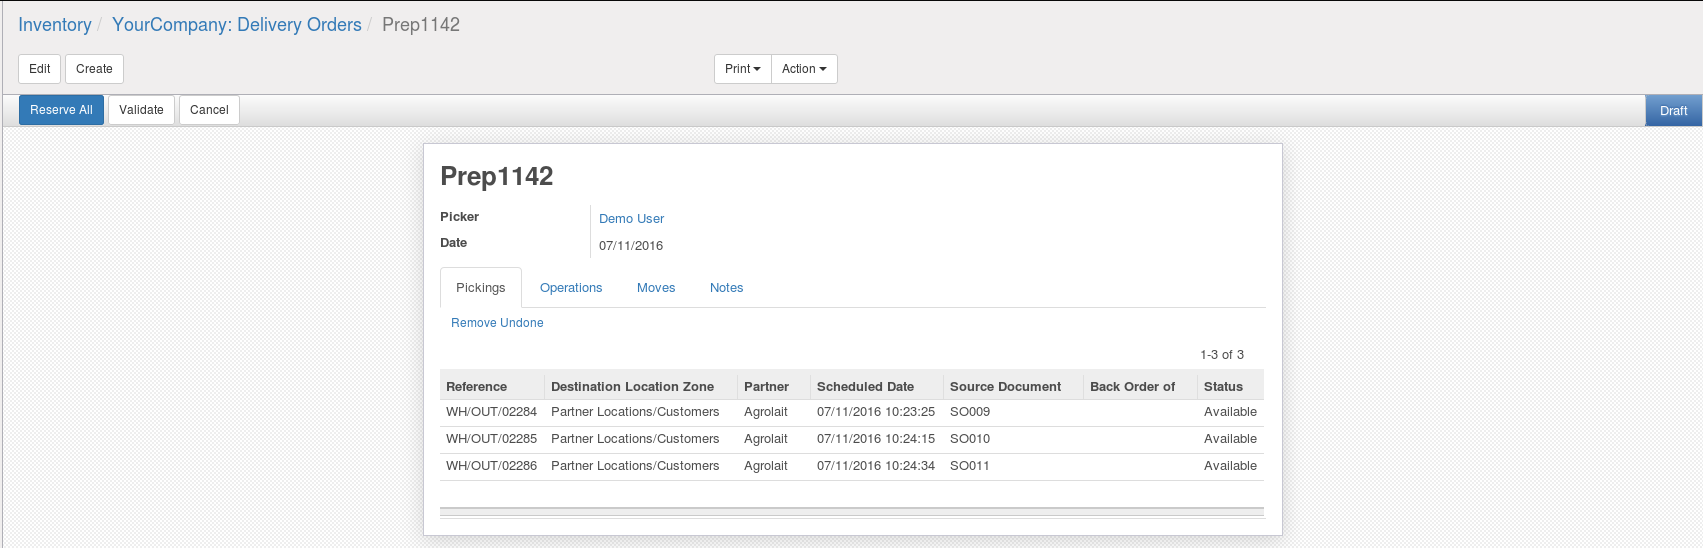 Inventory / YourCompany: Delivery Orders / Prep1142
Edit Create Print Action
Reserve All Validate Cancel Draft
Prep1142
Picker Demo User
Date 07/11/2016
Pickings Operations Moves Notes
Remove Undone
1-3 of 3
Reference Destination Location Zone Partner Scheduled Date Source Document Back Order of Status
WH/OUT/02284 Partner Locations/Customers Agrolait 07/11/2016 10:23:25 SO009 Available
WH/OUT/02285 Partner Locations/Customers Agrolait 07/11/2016 10:24:15 SO010 Available
WH/OUT/02286 Partner Locations/Customers Agrolait 07/11/2016 10:24:34 SO011 Available